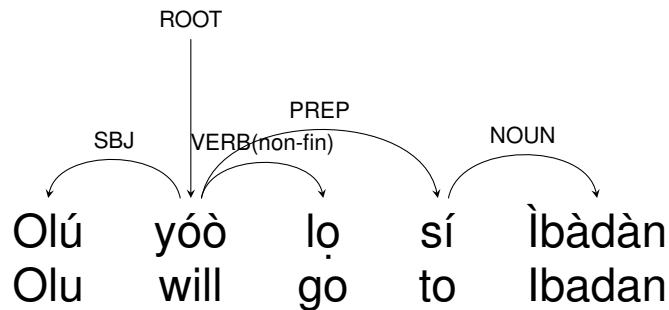 ROOT
PREP
SBJ VERB(non-fin) NOUN
Olú yóò lọ sí Ìbàdàn
Olu will go to Ibadan